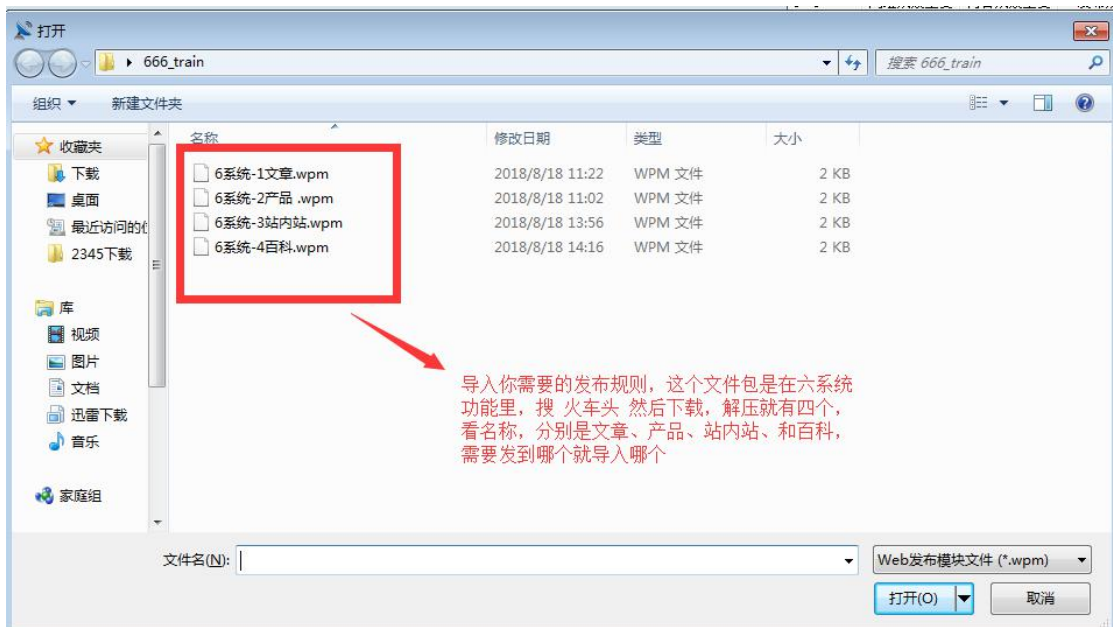 打开
666_train
搜索 666_train
组织 新建文件夹
名称 修改日期 类型 大小
收藏夹
下载
桌面
最近访问的位
2345下载
库
视频
图片
文档
迅雷下载
音乐
家庭组
6系统-1文章.wpm 2018/8/18 11:22 WPM 文件 2 KB
6系统-2产品 .wpm 2018/8/18 11:02 WPM 文件 2 KB
6系统-3站内站.wpm 2018/8/18 13:56 WPM 文件 2 KB
6系统-4百科.wpm 2018/8/18 14:16 WPM 文件 2 KB
导入你需要的发布规则，这个文件包是在六系统
功能里，搜 火车头 然后下载，解压就有四个，
看名称，分别是文章、产品、站内站、和百科，
需要发到哪个就导入哪个
文件名(N):
Web发布模块文件 (*.wpm)
打开(O) 取消